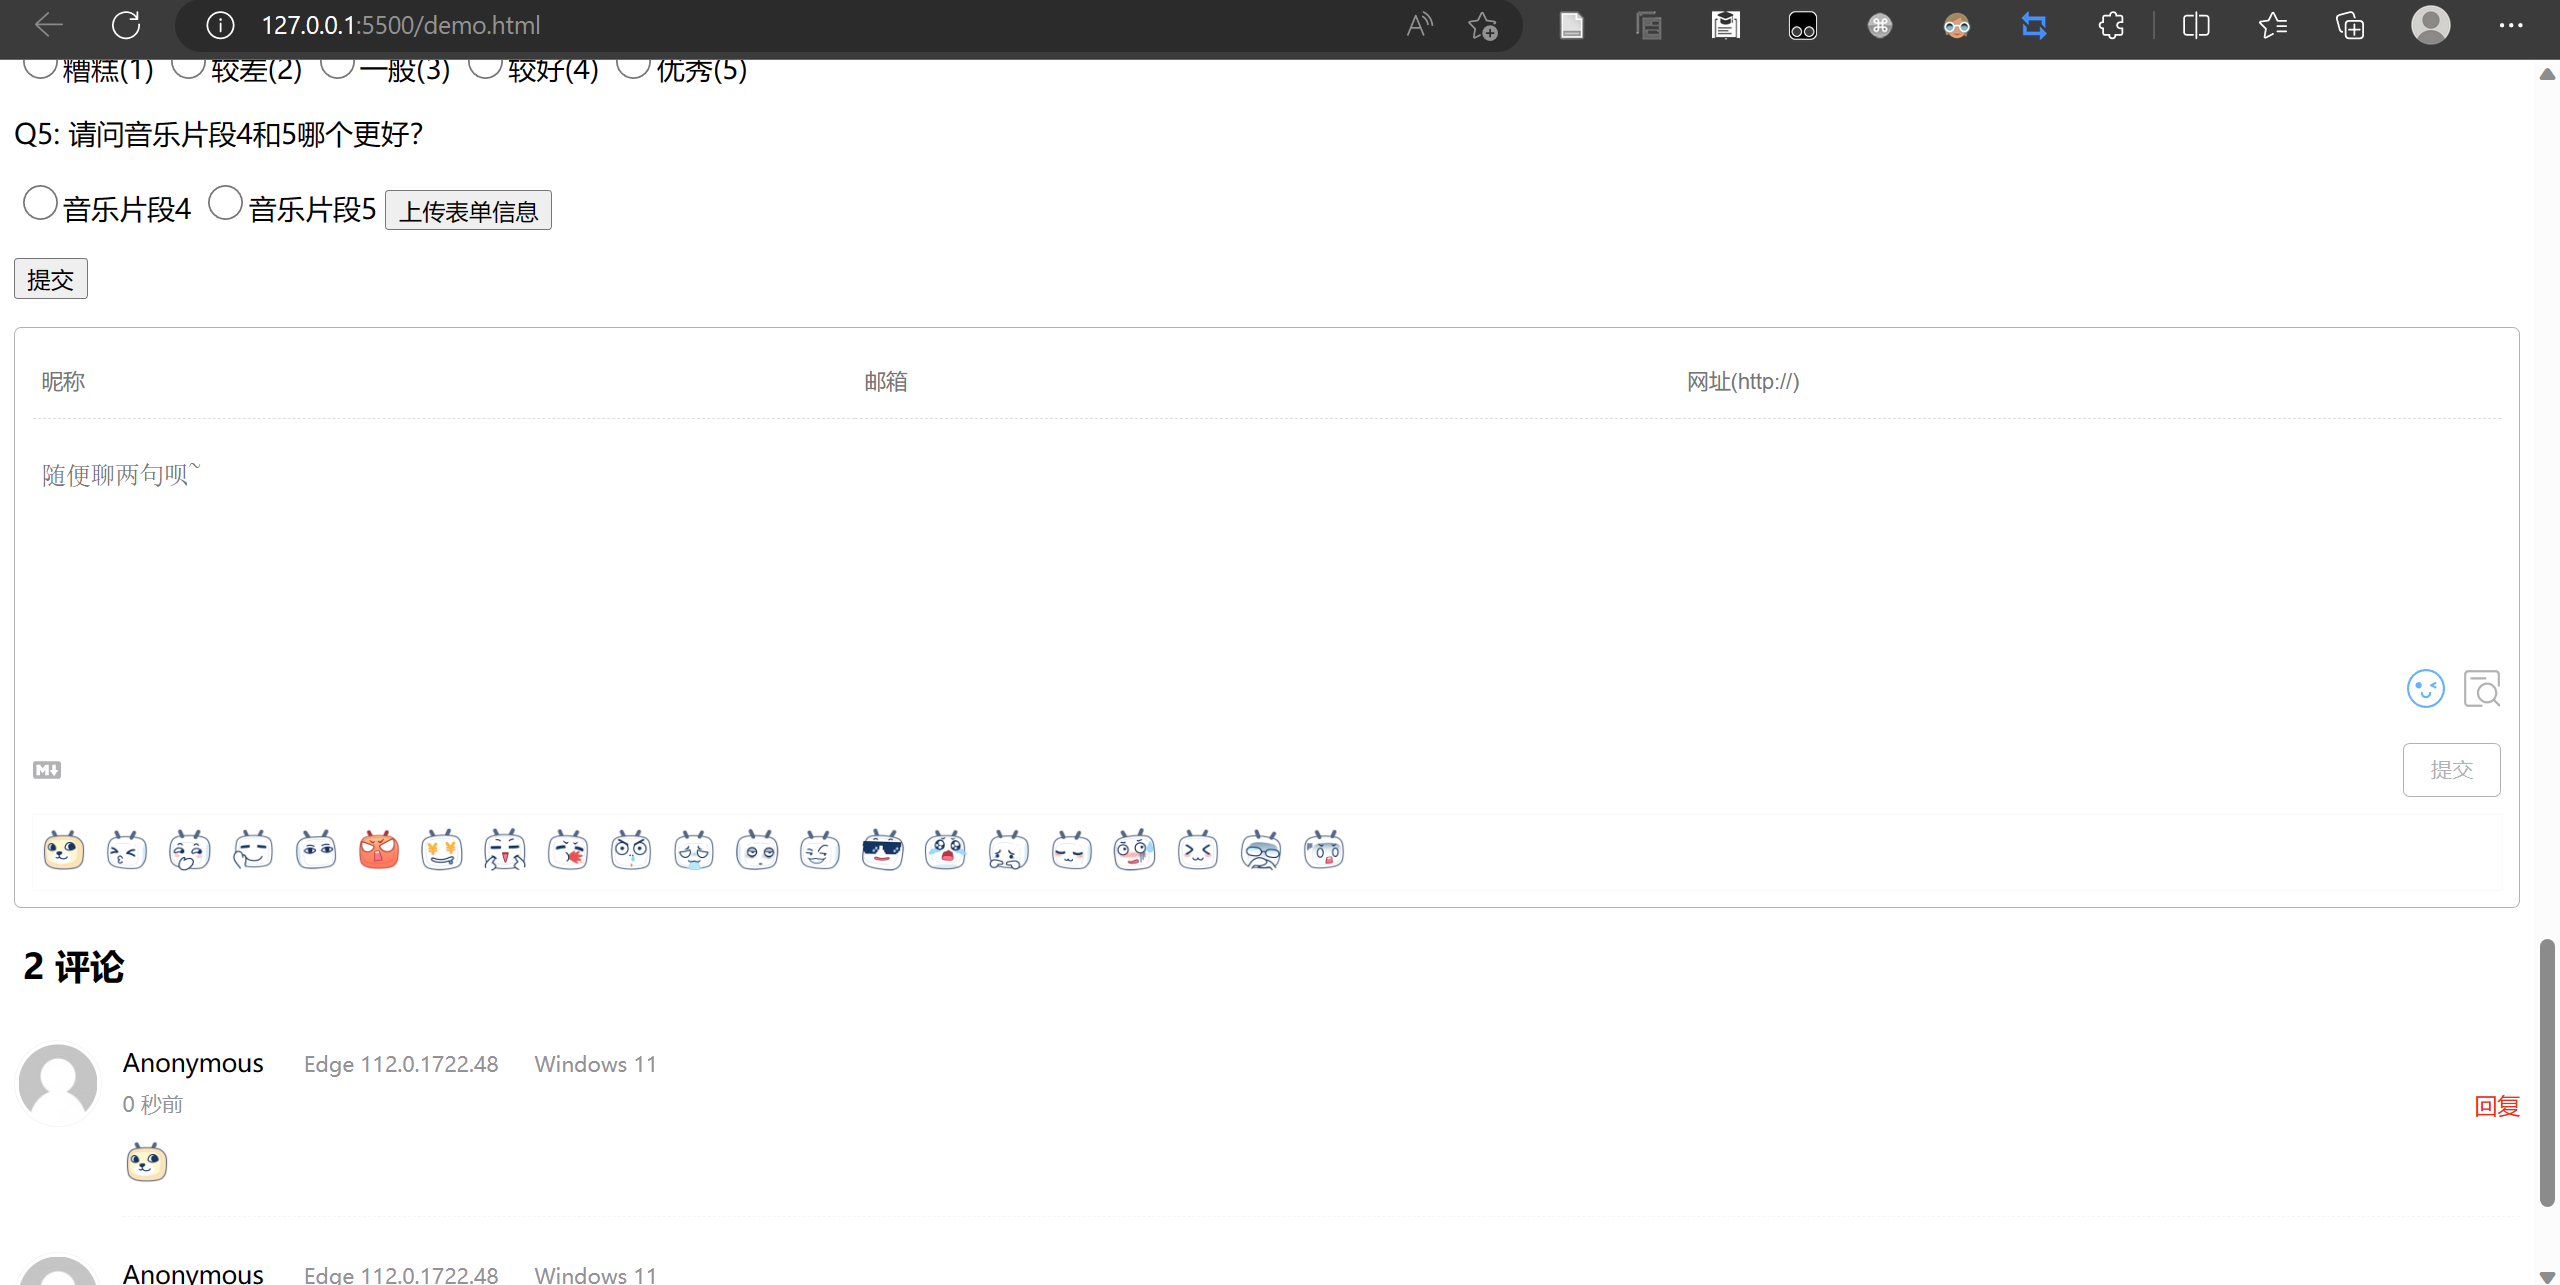 127.0.0.1:5500/demo.html
糟糕(1) 较差(2) 一般(3) 较好(4) 优秀(5)
Q5: 请问音乐片段4和5哪个更好?
音乐片段4 音乐片段5 上传表单信息
提交
昵称 邮箱 网址(http://)
随便聊两句呗~
M↓ 提交
2 评论
Anonymous Edge 112.0.1722.48 Windows 11
0 秒前 回复
Anonymous Edge 112.0.1722.48 Windows 11